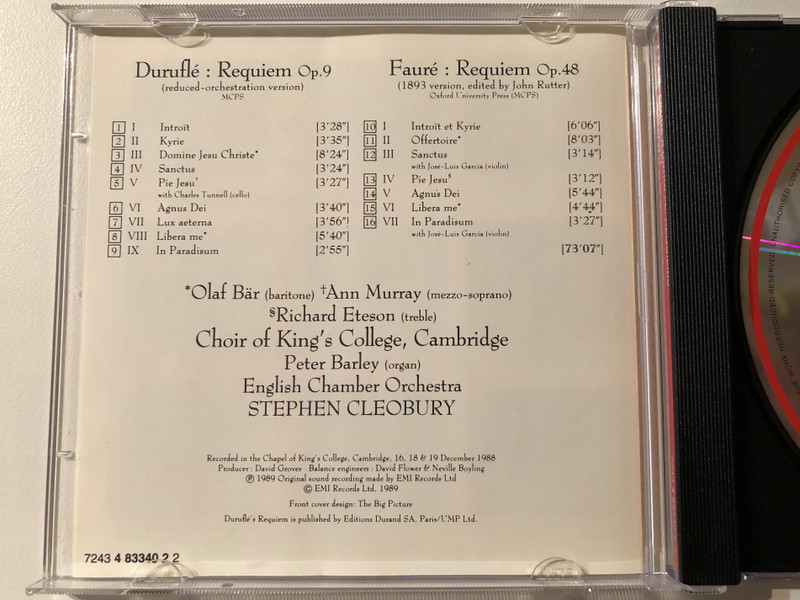 Duruflé : Requiem Op.9
(reduced-orchestration version)
MCPS
1 I Introït [3'28"]
2 II Kyrie [3'35"]
3 III Domine Jesu Christe* [8'24"]
4 IV Sanctus [3'24"]
5 V Pie Jesu† [3'27"]
with Charles Tunnell (cello)
6 VI Agnus Dei [3'40"]
7 VII Lux aeterna [3'56"]
8 VIII Libera me* [5'40"]
9 IX In Paradisum [2'55"]
Fauré : Requiem Op.48
(1893 version, edited by John Rutter)
Oxford University Press (MCPS)
10 I Introït et Kyrie [6'06"]
11 II Offertoire* [8'03"]
12 III Sanctus [3'14"]
with José-Luis Garcia (violin)
13 IV Pie Jesu§ [3'12"]
14 V Agnus Dei [5'44"]
15 VI Libera me* [4'44"]
16 VII In Paradisum [3'27"]
with José-Luis Garcia (violin)
[73'07"]
*Olaf Bär (baritone) †Ann Murray (mezzo-soprano)
§Richard Eteson (treble)
Choir of King's College, Cambridge
Peter Barley (organ)
English Chamber Orchestra
STEPHEN CLEOBURY
Recorded in the Chapel of King's College, Cambridge, 16, 18 & 19 December 1988
Producer : David Groves Balance engineers : David Flower & Neville Boyling
℗ 1989 Original sound recording made by EMI Records Ltd
© EMI Records Ltd, 1989
Front cover design: The Big Picture
Duruflé's Requiem is published by Editions Durand SA, Paris/UMP Ltd.
7243 4 83340 2 2
WORK REPRODUCED RESERVED UNAUTHORISED